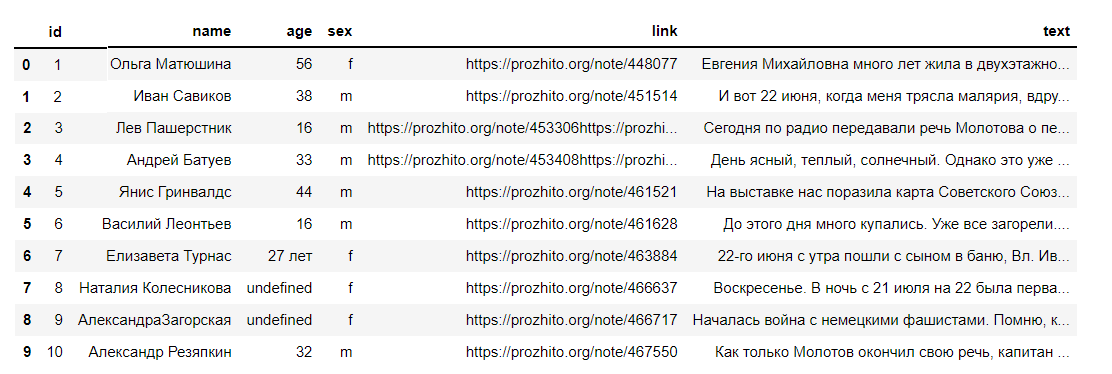 id name age sex link text
0 1 Ольга Матюшина 56 f https://prozhito.org/note/448077 Евгения Михайловна много лет жила в двухэтажно...
1 2 Иван Савиков 38 m https://prozhito.org/note/451514 И вот 22 июня, когда меня трясла малярия, вдру...
2 3 Лев Пашерстник 16 m https://prozhito.org/note/453306https://prozhi... Сегодня по радио передавали речь Молотова о пе...
3 4 Андрей Батуев 33 m https://prozhito.org/note/453408https://prozhi... День ясный, теплый, солнечный. Однако это уже ...
4 5 Янис Гринвалдс 44 m https://prozhito.org/note/461521 На выставке нас поразила карта Советского Союз...
5 6 Василий Леонтьев 16 m https://prozhito.org/note/461628 До этого дня много купались. Уже все загорели....
6 7 Елизавета Турнас 27 лет f https://prozhito.org/note/463884 22-го июня с утра пошли с сыном в баню, Вл. Ив...
7 8 Наталия Колесникова undefined f https://prozhito.org/note/466637 Воскресенье. В ночь с 21 июля на 22 была перва...
8 9 АлександраЗагорская undefined f https://prozhito.org/note/466717 Началась война с немецкими фашистами. Помню, к...
9 10 Александр Резяпкин 32 m https://prozhito.org/note/467550 Как только Молотов окончил свою речь, капитан ...